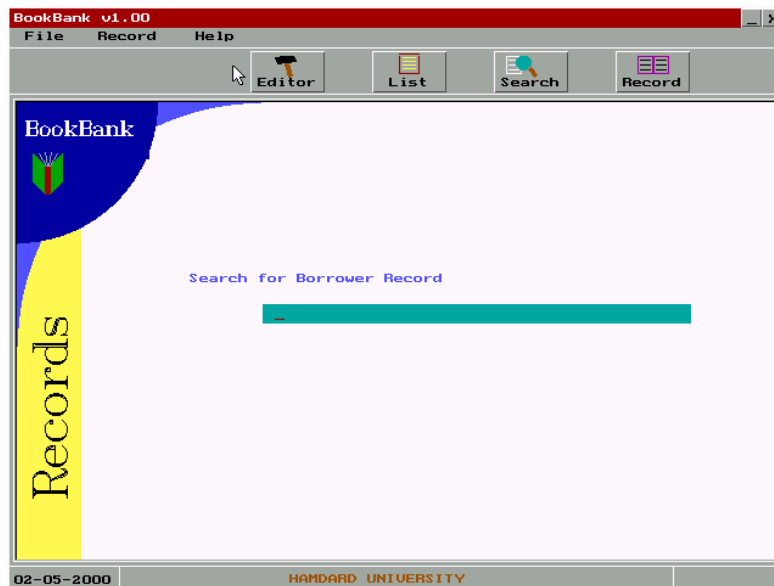 BookBank v1.00
File Record Help
Editor List Search Record
BookBank
Search for Borrower Record
_
Records
02-05-2000 HAMDARD UNIVERSITY